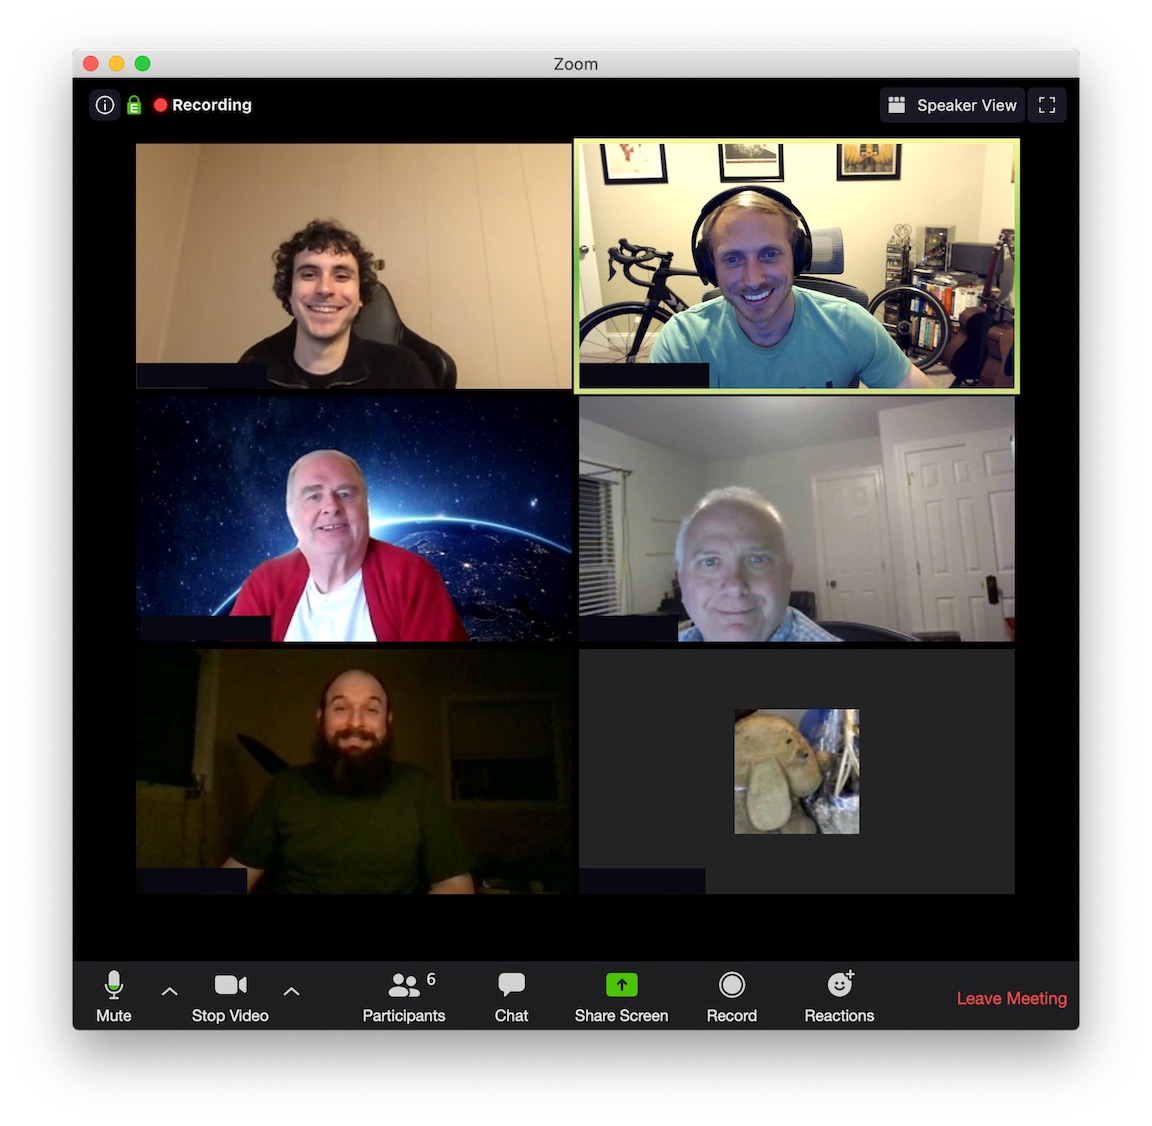 Zoom
Recording
Speaker View
6
Mute
Stop Video
Participants
Chat
Share Screen
Record
Reactions
Leave Meeting